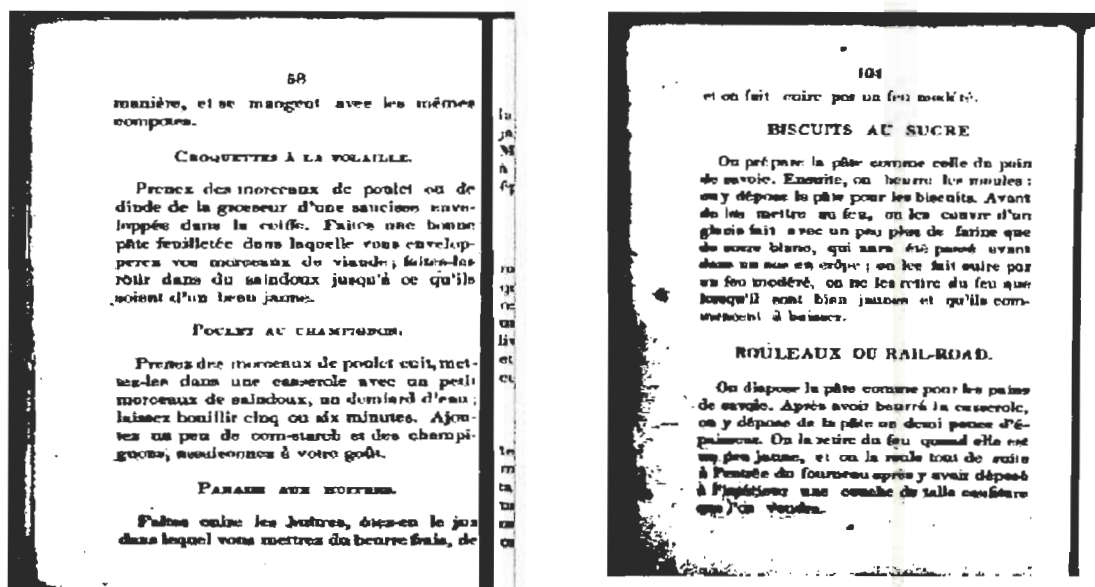 58
manière, et se mangent avec les mêmes
compotes.
CROQUETTES À LA VOLAILLE.
Prenez des morceaux de poulet ou de
dinde de la grosseur d'une saucisse enve-
loppés dans la coiffe. Faites une bonne
pâte feuilletée dans laquelle vous envelop-
perez vos morceaux de viande; faites-les
rôtir dans du saindoux jusqu'à ce qu'ils
soient d'un beau jaune.
POULET AU CHAMPIGNON.
Prenez des morceaux de poulet cuit, met-
tez-les dans une casserole avec un petit
morceaux de saindoux, un demiard d'eau;
laissez bouillir cinq ou six minutes. Ajou-
tez un peu de corn-starch et des champi-
gnons; assaisonnez à votre goût.
PANADE AUX HUITRES.
Faites cuire les huitres, ôtez-en le jus
dans lequel vous mettrez du beurre frais, de
101
et on fait cuire par un feu modéré.
BISCUITS AU SUCRE
On prépare la pâte comme celle du pain
de savoie. Ensuite, on beurre les moules;
on y dépose la pâte pour les biscuits. Avant
de les mettre au feu, on les couvre d'un
glacis fait avec un peu plus de farine que
de sucre blanc, qui aura été passé avant
dans un sas en crêpe; on les fait cuire par
un feu modéré, on ne les retire du feu que
lorsqu'il sont bien jaunes et qu'ils com-
mencent à baisser.
ROULEAUX OU RAIL-ROAD.
On dispose la pâte comme pour les pains
de savoie. Après avoir beurré la casserole,
on y dépose de la pâte un demi pouce d'é-
paisseur. On la retire du feu quand elle est
un peu jaune, et on la roule tout de suite
à l'entrée du fourneau après y avoir déposé
à l'intérieur une couche de telle confiture
que l'on voudra.